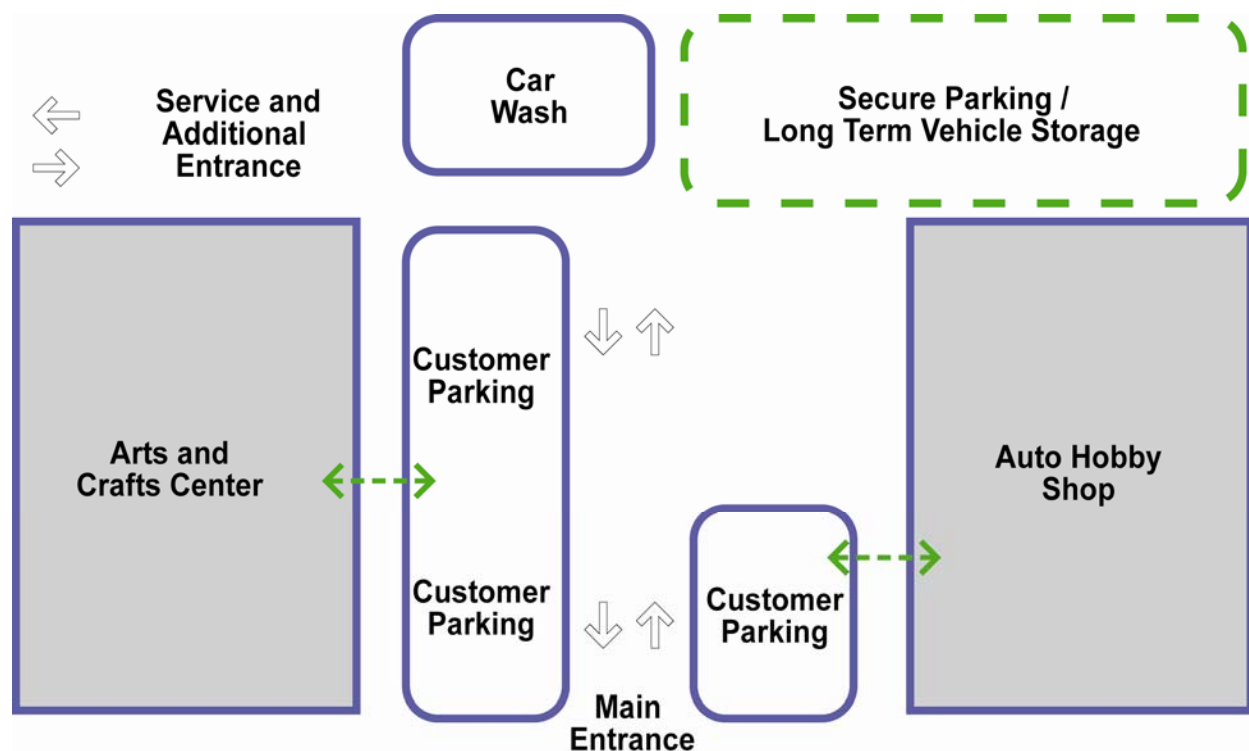 Service and
Additional
Entrance
Car
Wash
Secure Parking /
Long Term Vehicle Storage
Arts and
Crafts Center
Customer
Parking
Customer
Parking
Customer
Parking
Auto Hobby
Shop
Main
Entrance